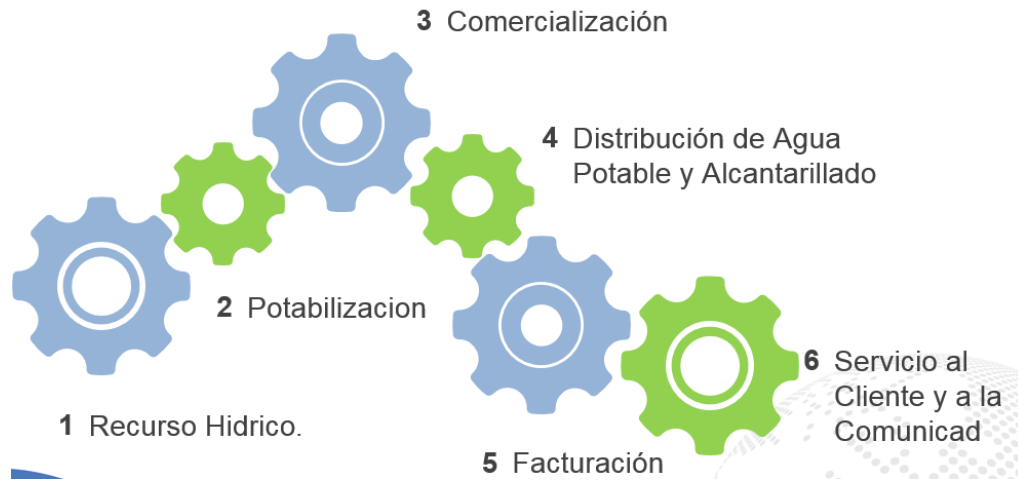 1 Recurso Hidrico.
2 Potabilizacion
3 Comercialización
4 Distribución de Agua
Potable y Alcantarillado
5 Facturación
6 Servicio al
Cliente y a la
Comunicad